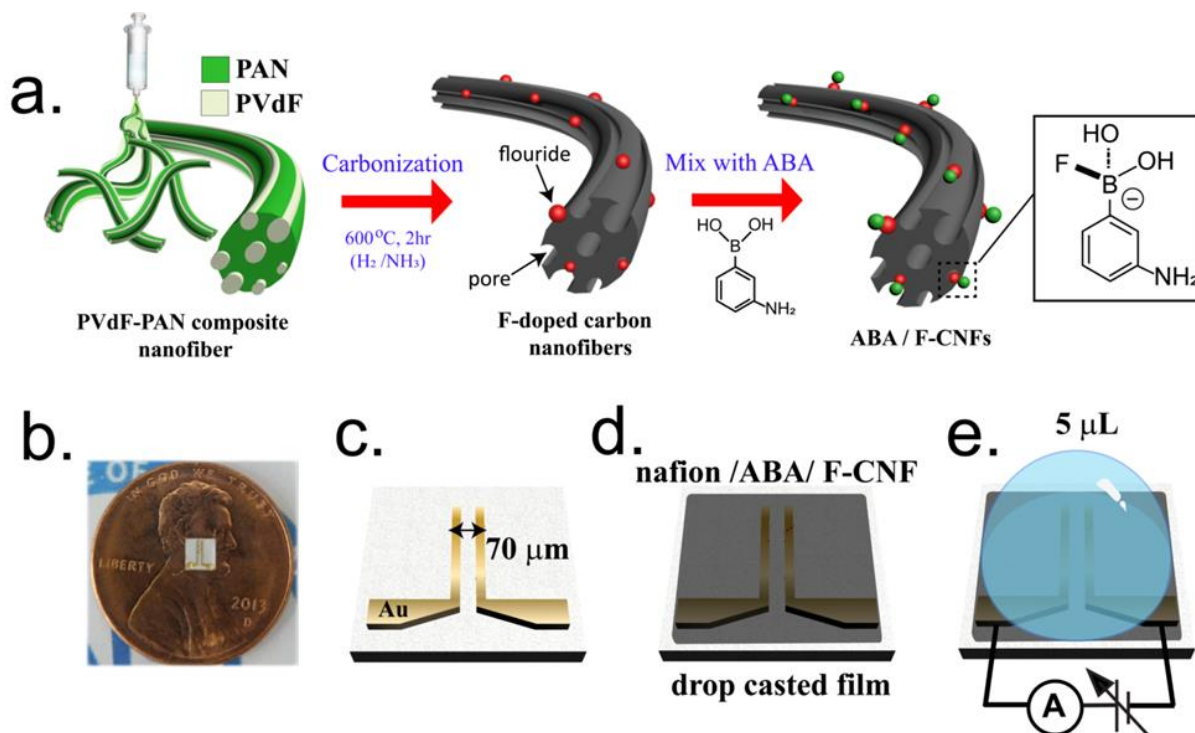 a.
PAN
PVdF
PVdF-PAN composite
nanofiber
Carbonization
600°C, 2hr
(H₂ /NH₃)
flouride
pore
F-doped carbon
nanofibers
Mix with ABA
HO
OH
B
NH₂
ABA / F-CNFs
HO
F
B
OH
NH₂
b.
IN GOD WE TRUST
LIBERTY
2013
D
c.
70 μm
Au
d.
nafion /ABA/ F-CNF
drop casted film
e.
5 μL
A